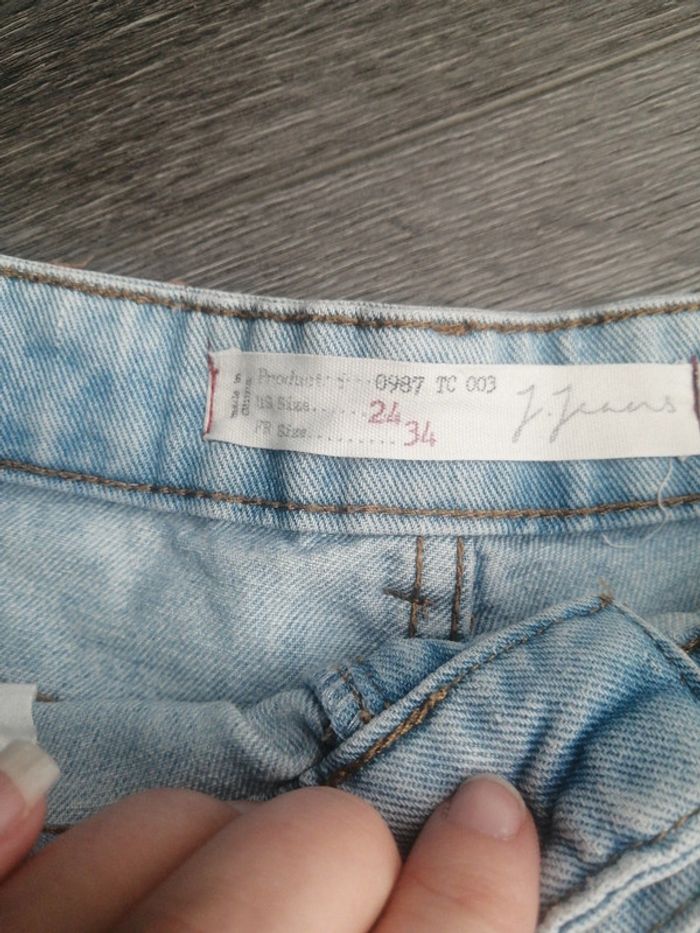 Product 0987 TC 003
US Size......24
FR Size..........34
J.Jeans